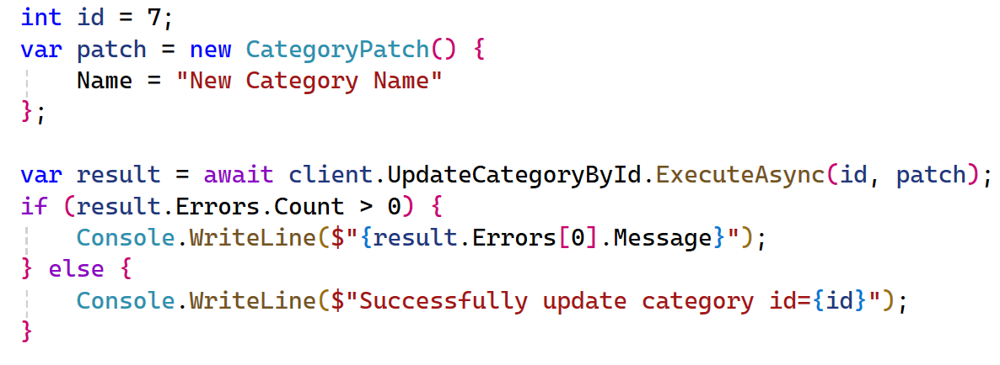 int id = 7;
var patch = new CategoryPatch() {
    Name = "New Category Name"
};

var result = await client.UpdateCategoryById.ExecuteAsync(id, patch);
if (result.Errors.Count > 0) {
    Console.WriteLine($"{result.Errors[0].Message}");
} else {
    Console.WriteLine($"Successfully update category id={id}");
}